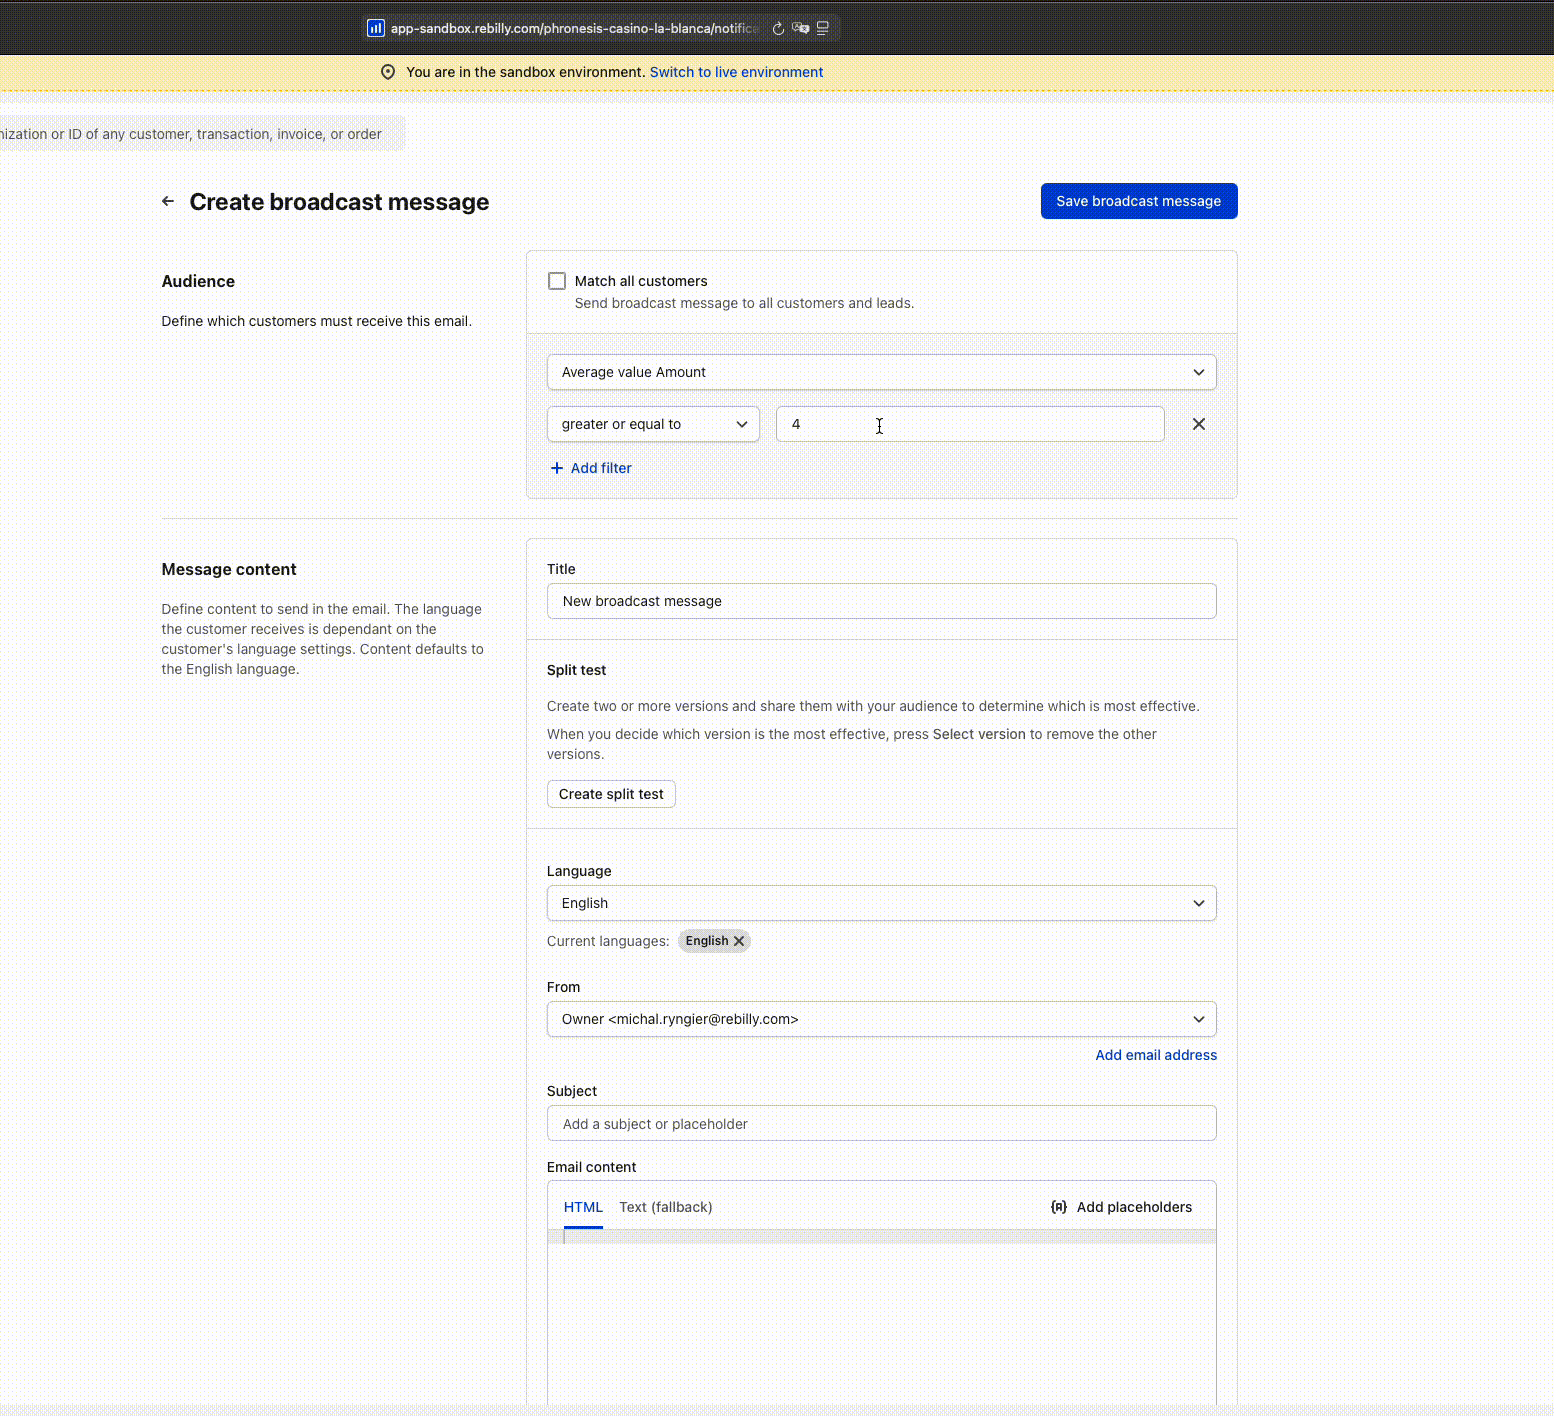 app-sandbox.rebilly.com/phronesis-casino-la-blanca/notific
You are in the sandbox environment. Switch to live environment
or ID of any customer, transaction, invoice, or order
Create broadcast message
Save broadcast message
Audience
Define which customers must receive this email.
Match all customers
Send broadcast message to all customers and leads.
Average value Amount
greater or equal to
4
Add filter
Message content
Define content to send in the email. The language
the customer receives is dependant on the
customer's language settings. Content defaults to
the English language.
Title
New broadcast message
Split test
Create two or more versions and share them with your audience to determine which is most effective.
When you decide which version is the most effective, press Select version to remove the other
versions.
Create split test
Language
English
Current languages: English
From
Owner <michal.ryngier@rebilly.com>
Add email address
Subject
Add a subject or placeholder
Email content
HTML
Text (fallback)
Add placeholders